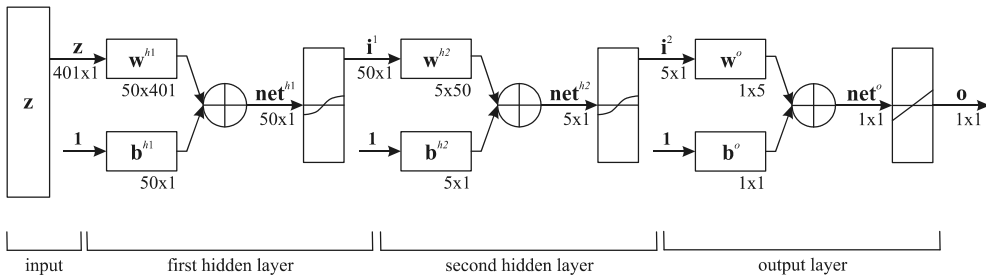 z
z
401x1
w^h1
50x401
1
b^h1
50x1
net^h1
50x1
i^1
50x1
w^h2
5x50
1
b^h2
5x1
net^h2
5x1
i^2
5x1
w^o
1x5
1
b^o
1x1
net^o
1x1
o
1x1
input
first hidden layer
second hidden layer
output layer